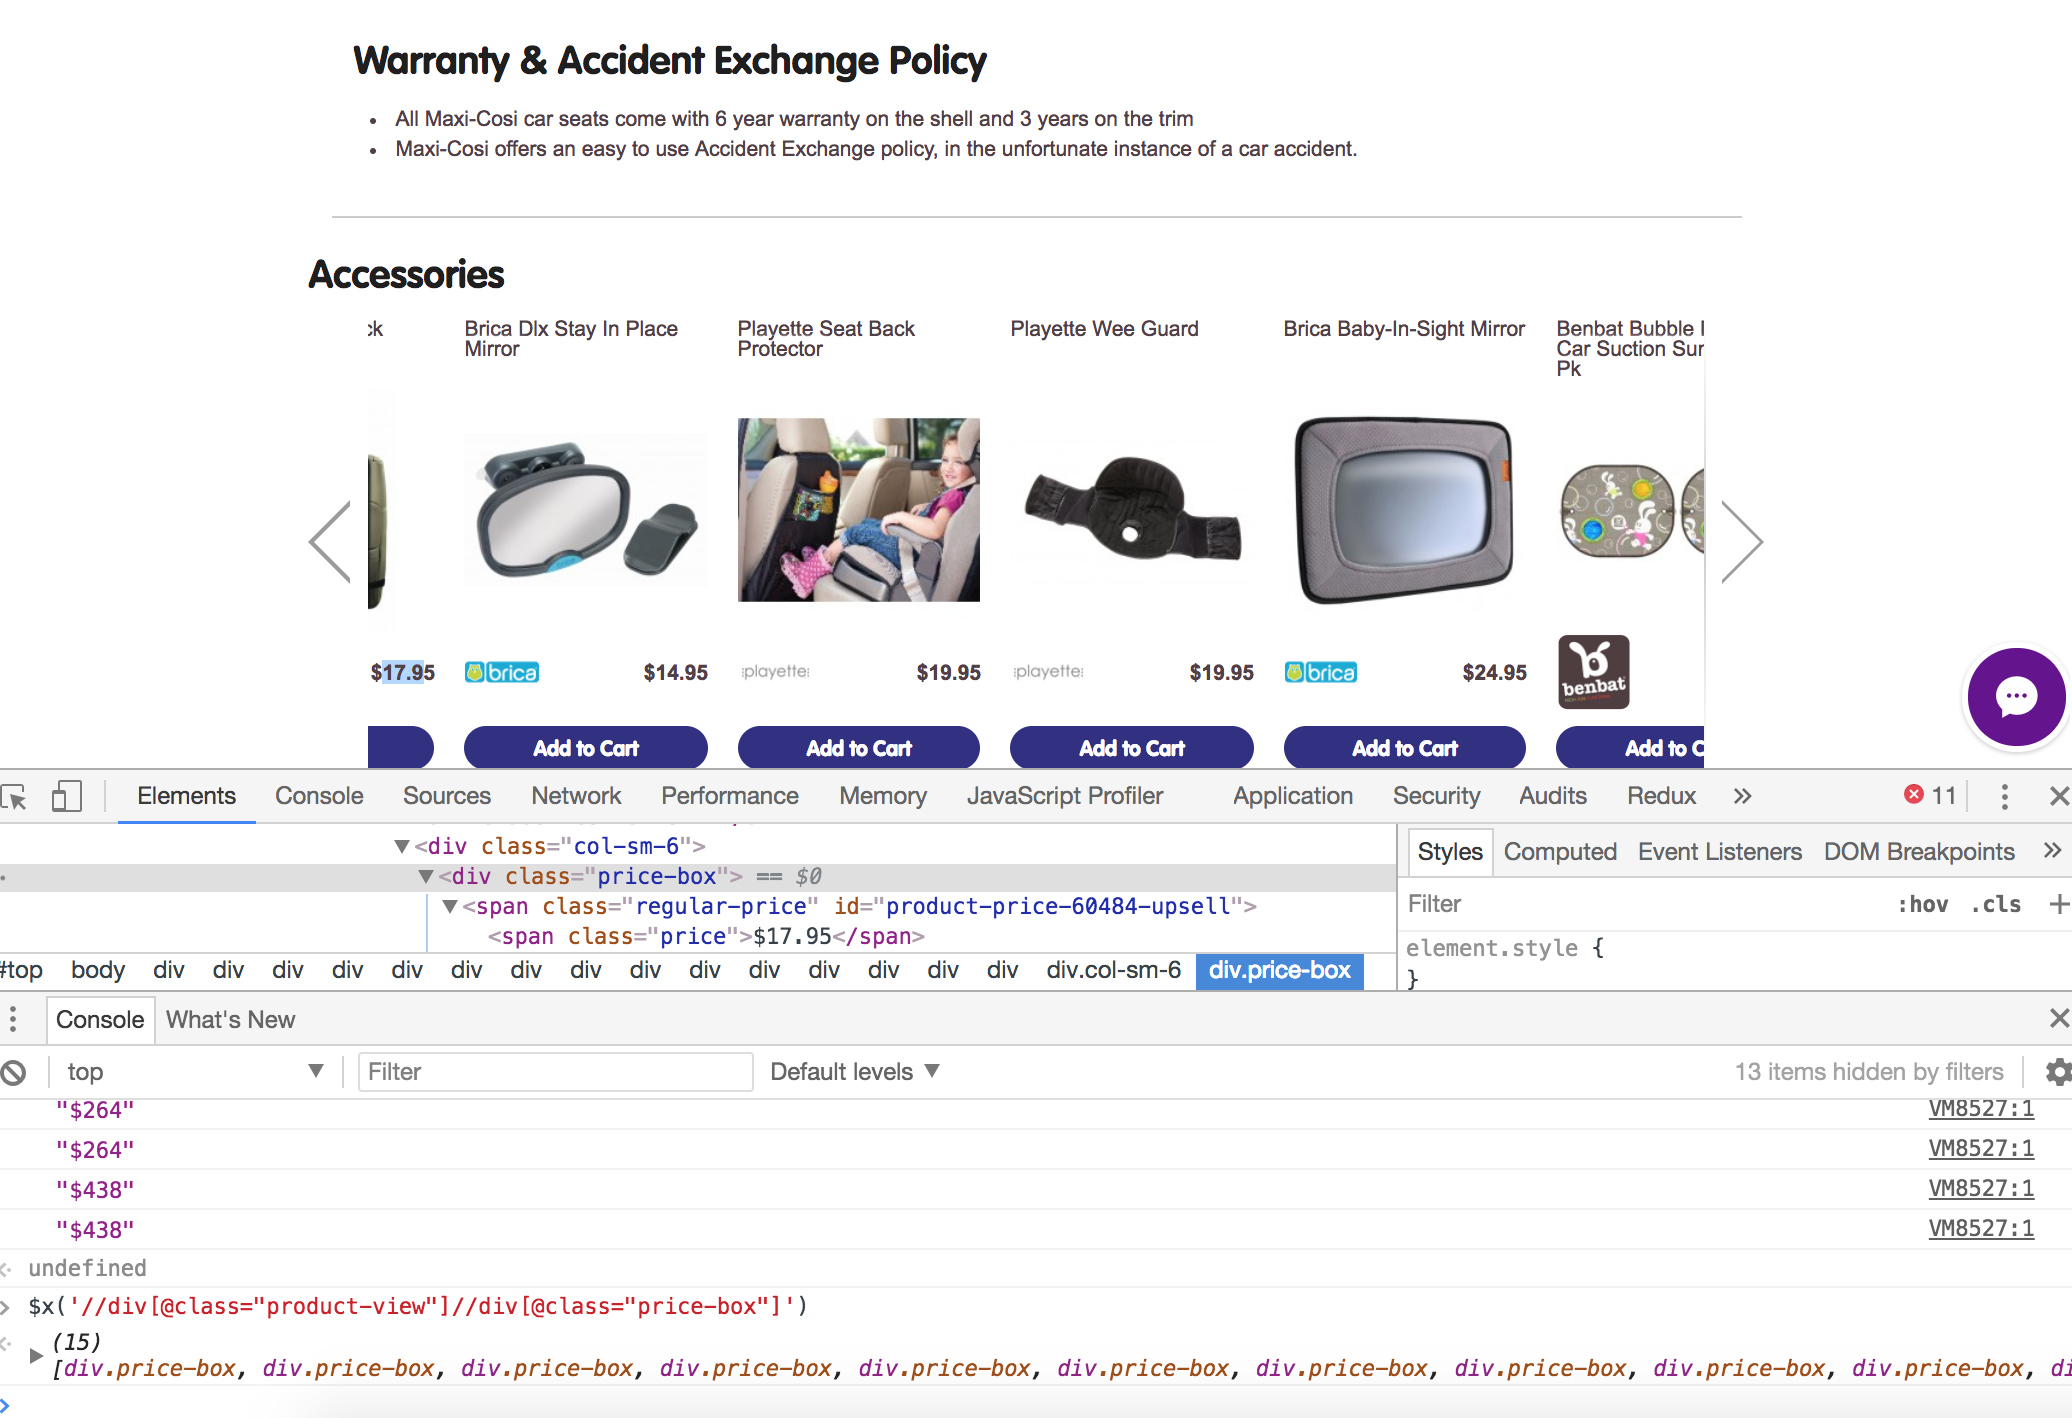 Warranty & Accident Exchange Policy
All Maxi-Cosi car seats come with 6 year warranty on the shell and 3 years on the trim
Maxi-Cosi offers an easy to use Accident Exchange policy, in the unfortunate instance of a car accident.
Accessories
ck
Brica Dlx Stay In Place
Mirror
Playette Seat Back
Protector
Playette Wee Guard
Brica Baby-In-Sight Mirror
Benbat Bubble
Car Suction Sur
Pk
$17.95
brica
$14.95
playette
$19.95
playette
$19.95
brica
$24.95
benbat
Add to Cart
Add to Cart
Add to Cart
Add to Cart
Add to C
Elements Console Sources Network Performance Memory JavaScript Profiler Application Security Audits Redux » 11
<div class="col-sm-6">
<div class="price-box"> == $0
<span class="regular-price" id="product-price-60484-upsell">
<span class="price">$17.95</span>
#top body div div div div div div div div div div div div div div div div.col-sm-6 div.price-box
Styles Computed Event Listeners DOM Breakpoints »
Filter :hov .cls +
element.style {
}
Console What's New
top Filter Default levels 13 items hidden by filters
"$264" VM8527:1
"$264" VM8527:1
"$438" VM8527:1
"$438" VM8527:1
undefined
$x('//div[@class="product-view"]//div[@class="price-box"]')
(15)
[div.price-box, div.price-box, div.price-box, div.price-box, div.price-box, div.price-box, div.price-box, div.price-box, div.price-box, div.price-box, di